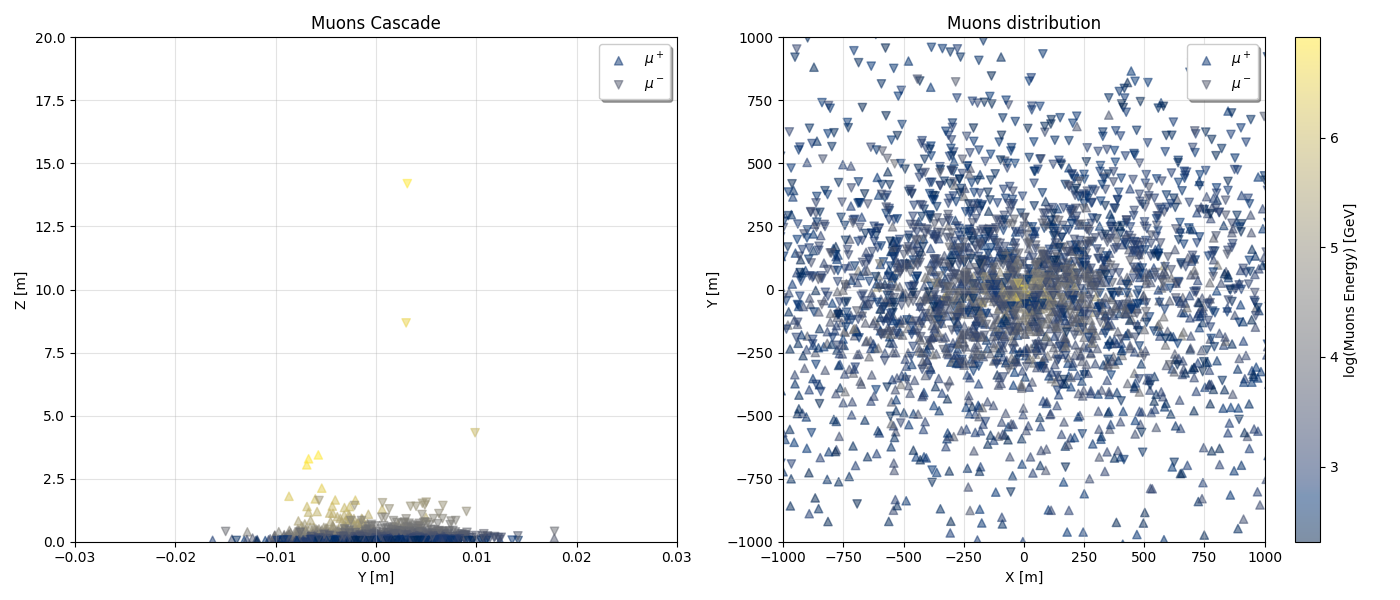 Muons Cascade
Z [m]
20.0
17.5
15.0
12.5
10.0
7.5
5.0
2.5
0.0
−0.03 −0.02 −0.01 0.00 0.01 0.02 0.03
Y [m]
μ+
μ−
Muons distribution
Y [m]
1000
750
500
250
0
−250
−500
−750
−1000
−1000 −750 −500 −250 0 250 500 750 1000
X [m]
μ+
μ−
6
5
4
3
log(Muons Energy) [GeV]